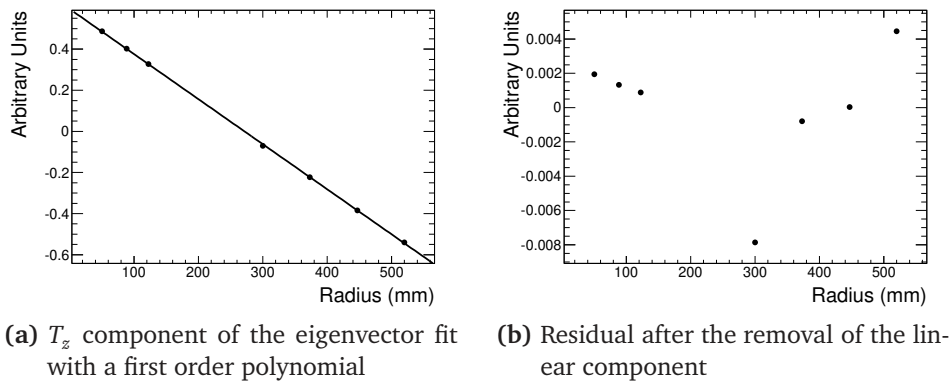 Arbitrary Units
0.4
0.2
0
-0.2
-0.4
-0.6
100 200 300 400 500
Radius (mm)
(a) T_z component of the eigenvector fit
with a first order polynomial
Arbitrary Units
0.004
0.002
0
-0.002
-0.004
-0.006
-0.008
100 200 300 400 500
Radius (mm)
(b) Residual after the removal of the lin-
ear component